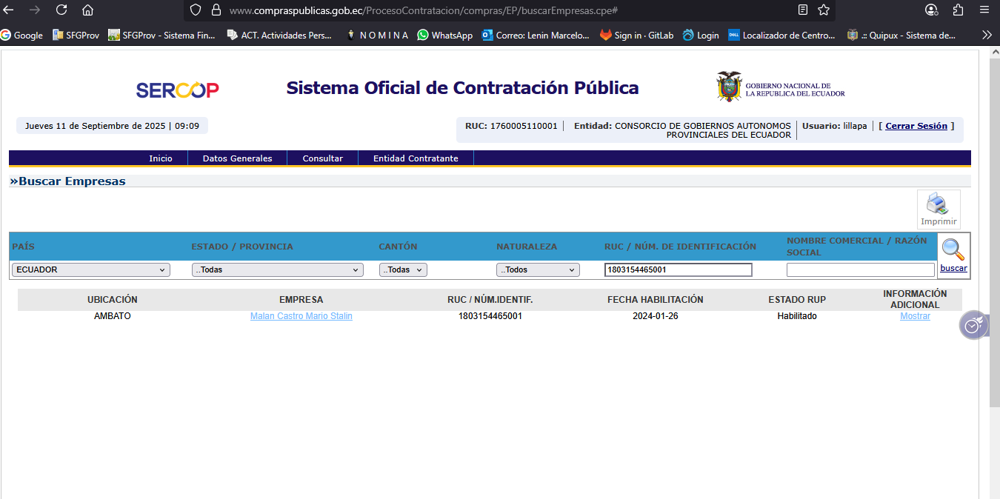 www.compraspublicas.gob.ec/ProcesoContratacion/compras/EP/buscarEmpresas.cpe#
Google SFGProv SFGProv - Sistema Fin... ACT. Actividades Pers... N O M I N A WhatsApp Correo: Lenin Marcelo... Sign in · GitLab Login Localizador de Centro... .:: Quipux - Sistema de...
SERCOP
Sistema Oficial de Contratación Pública
GOBIERNO NACIONAL DE
LA REPUBLICA DEL ECUADOR
Jueves 11 de Septiembre de 2025 | 09:09
RUC: 1760005110001 | Entidad: CONSORCIO DE GOBIERNOS AUTONOMOS
PROVINCIALES DEL ECUADOR
Usuario: lillapa | [ Cerrar Sesión ]
Inicio Datos Generales Consultar Entidad Contratante
»Buscar Empresas
Imprimir
PAÍS ESTADO / PROVINCIA CANTÓN NATURALEZA RUC / NÚM. DE IDENTIFICACIÓN NOMBRE COMERCIAL / RAZÓN
SOCIAL
ECUADOR ..Todas ..Todas ..Todos 1803154465001
buscar
UBICACIÓN EMPRESA RUC / NÚM.IDENTIF. FECHA HABILITACIÓN ESTADO RUP INFORMACIÓN
ADICIONAL
AMBATO Malan Castro Mario Stalin 1803154465001 2024-01-26 Habilitado Mostrar